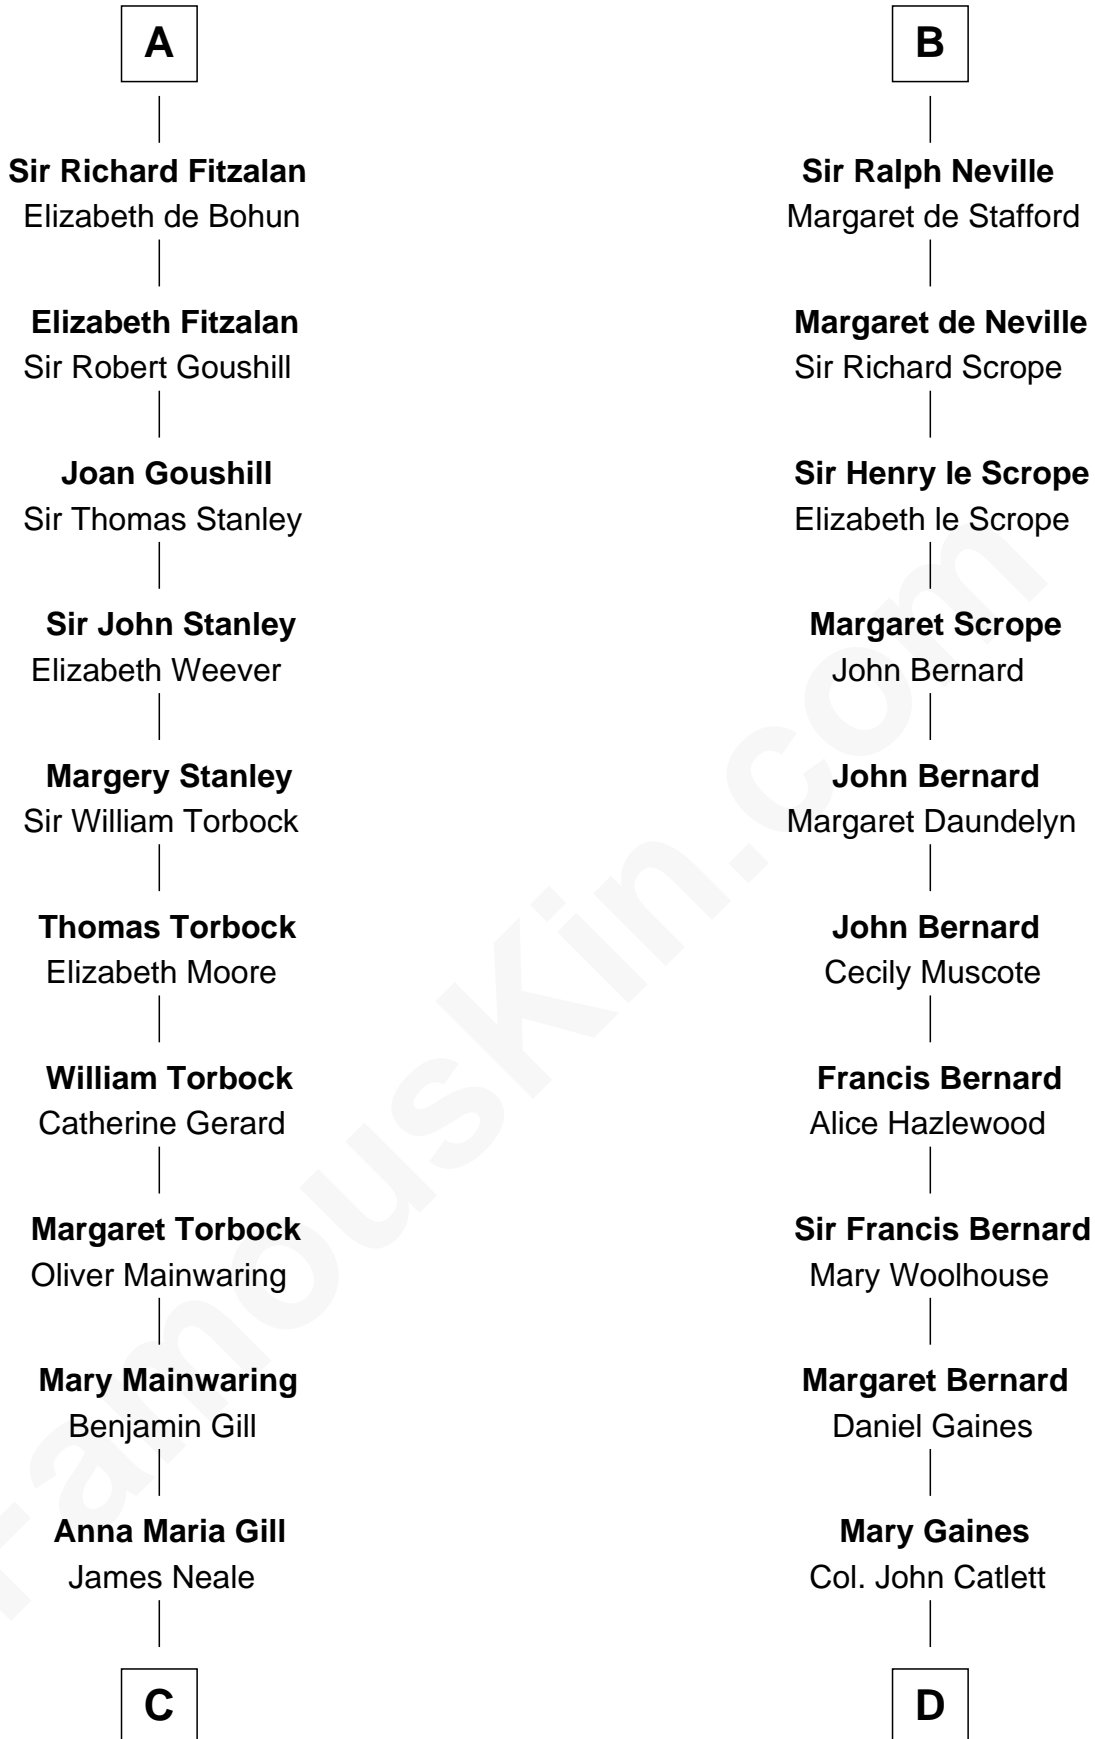 A
Sir Richard Fitzalan
Elizabeth de Bohun
Elizabeth Fitzalan
Sir Robert Goushill
Joan Goushill
Sir Thomas Stanley
Sir John Stanley
Elizabeth Weever
Margery Stanley
Sir William Torbock
Thomas Torbock
Elizabeth Moore
William Torbock
Catherine Gerard
Margaret Torbock
Oliver Mainwaring
Mary Mainwaring
Benjamin Gill
Anna Maria Gill
James Neale
C
B
Sir Ralph Neville
Margaret de Stafford
Margaret de Neville
Sir Richard Scrope
Sir Henry le Scrope
Elizabeth le Scrope
Margaret Scrope
John Bernard
John Bernard
Margaret Daundelyn
John Bernard
Cecily Muscote
Francis Bernard
Alice Hazlewood
Sir Francis Bernard
Mary Woolhouse
Margaret Bernard
Daniel Gaines
Mary Gaines
Col. John Catlett
D
FamousKin.com